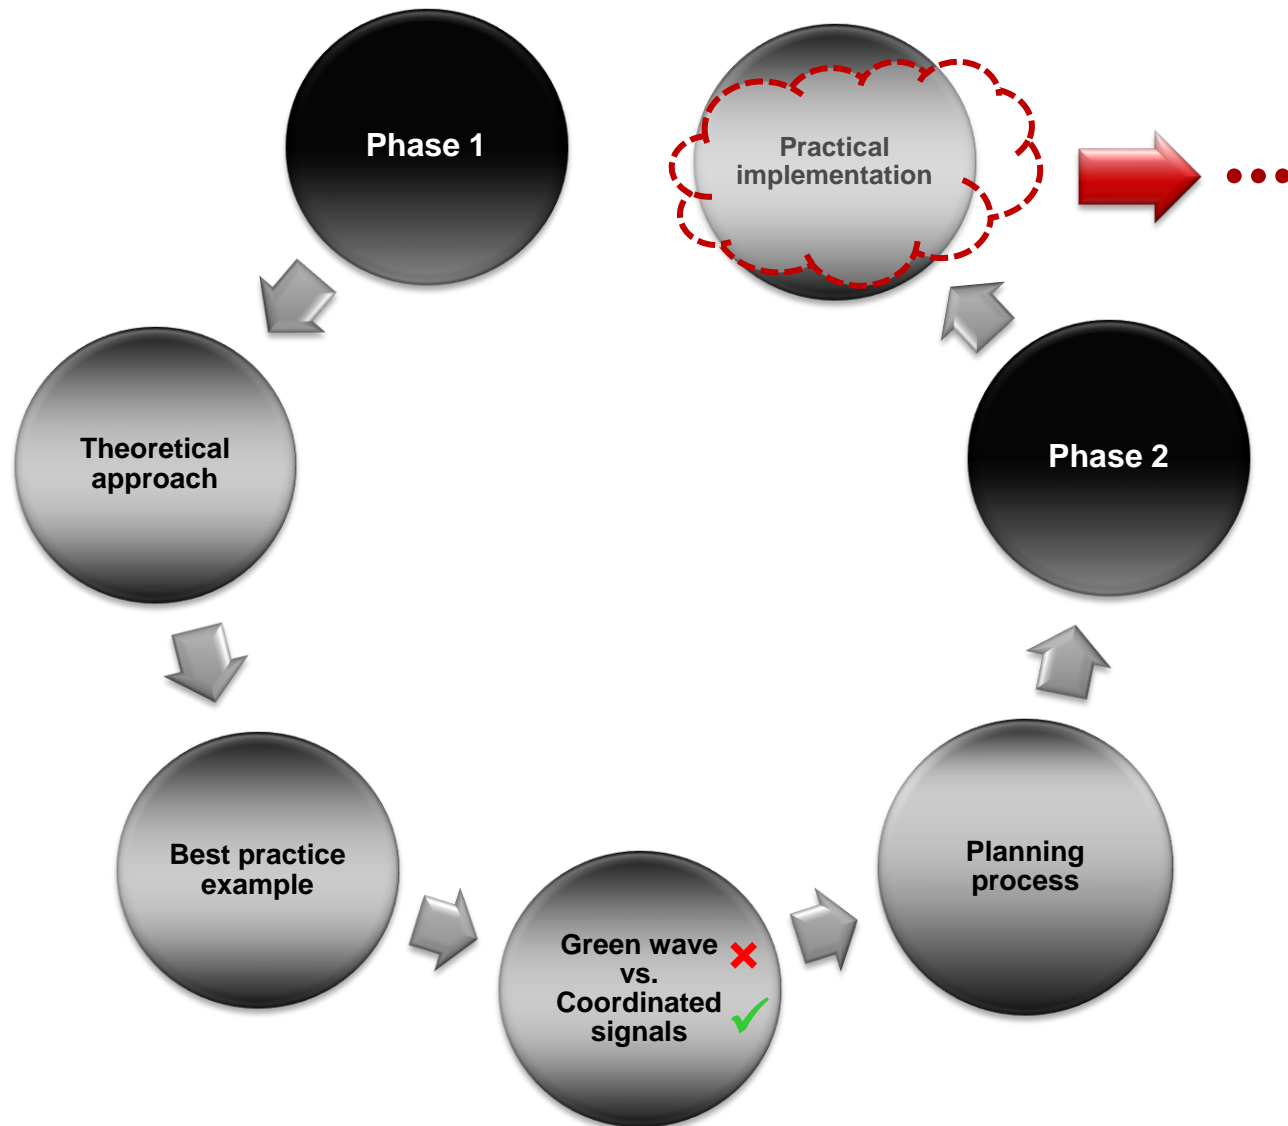 Phase 1
Practical
implementation
•••
Theoretical
approach
Phase 2
Best practice
example
Planning
process
Green wave
vs.
Coordinated
signals